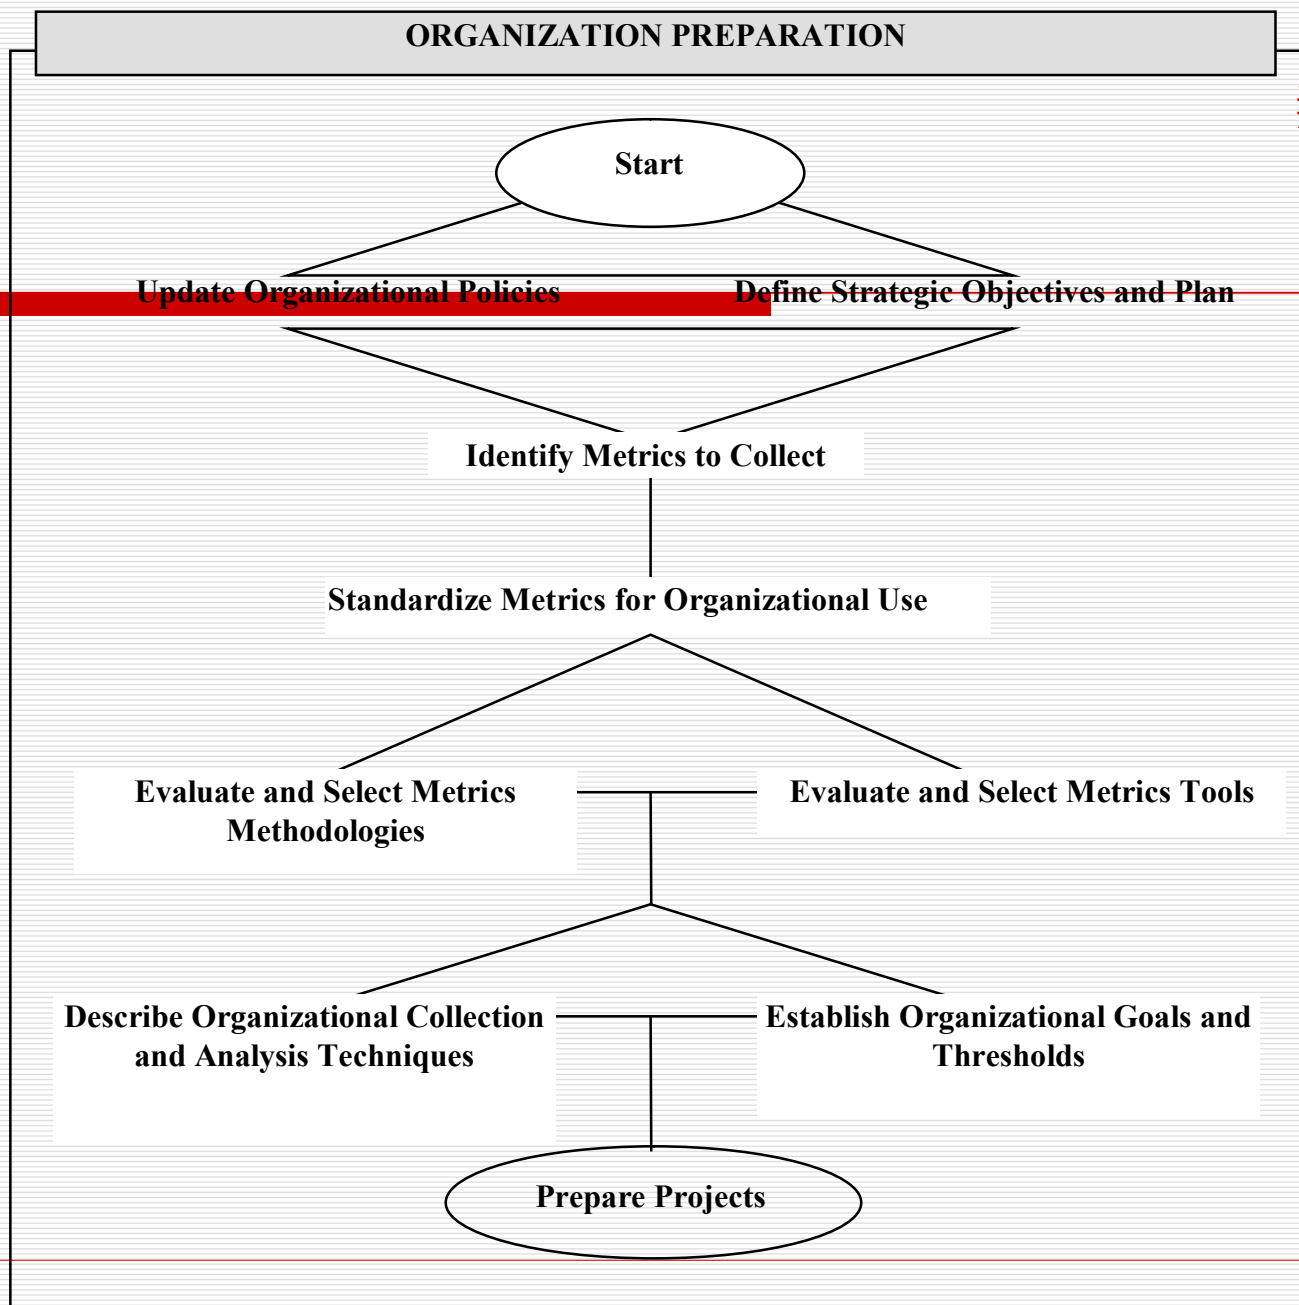 ORGANIZATION PREPARATION
Start
Update Organizational Policies
Define Strategic Objectives and Plan
Identify Metrics to Collect
Standardize Metrics for Organizational Use
Evaluate and Select Metrics
Methodologies
Evaluate and Select Metrics Tools
Describe Organizational Collection
and Analysis Techniques
Establish Organizational Goals and
Thresholds
Prepare Projects